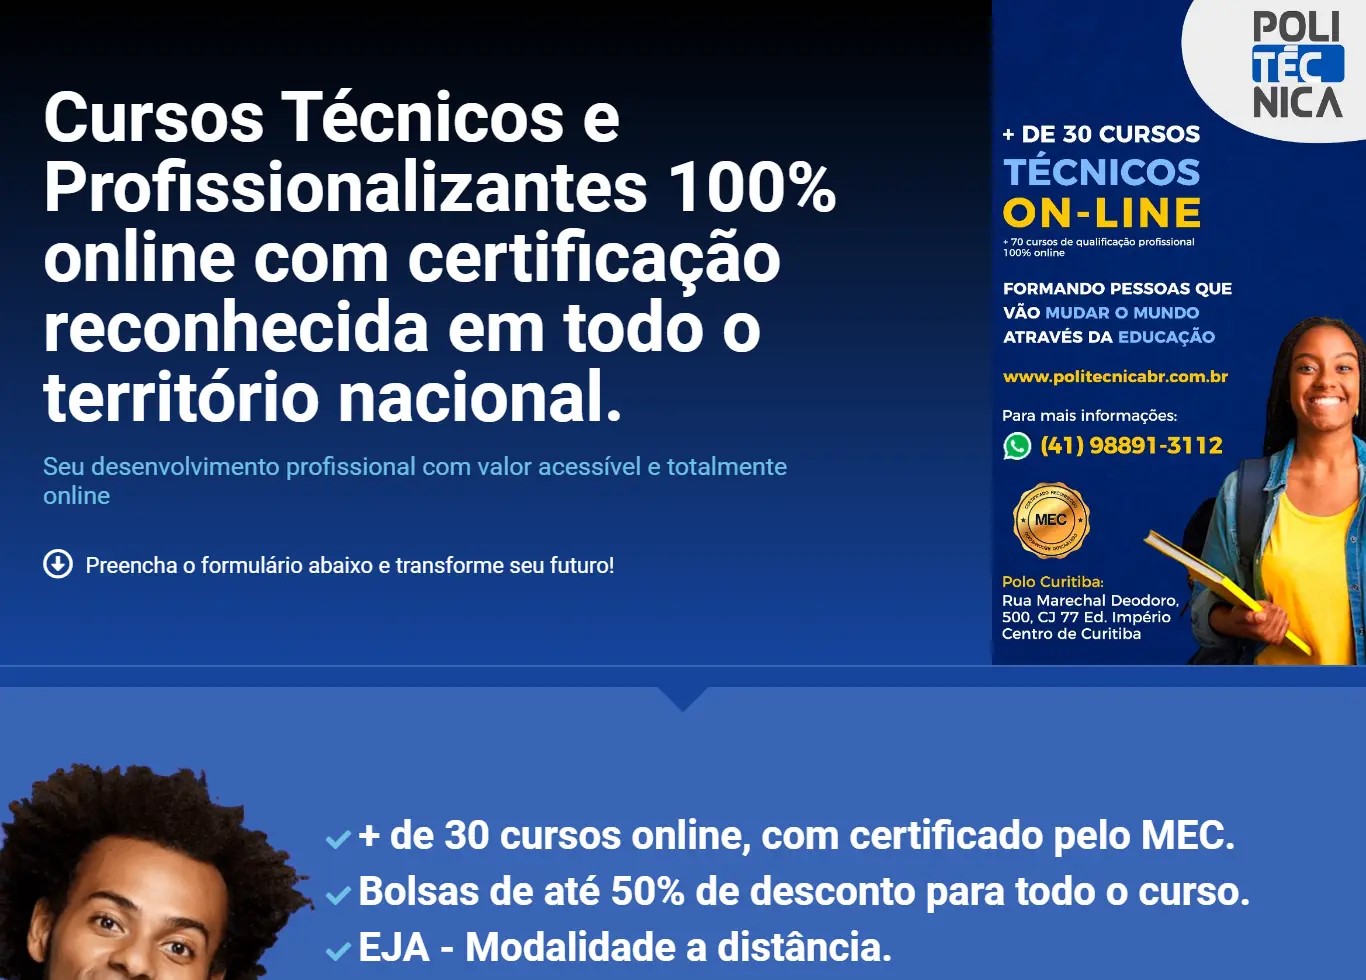 Cursos Técnicos e
Profissionalizantes 100%
online com certificação
reconhecida em todo o
território nacional.
Seu desenvolvimento profissional com valor acessível e totalmente
online
Preencha o formulário abaixo e transforme seu futuro!
POLI
TÉC
NICA
+ DE 30 CURSOS
TÉCNICOS
ON-LINE
+ 70 cursos de qualificação profissional
100% online
FORMANDO PESSOAS QUE
VÃO MUDAR O MUNDO
ATRAVÉS DA EDUCAÇÃO
www.politecnicabr.com.br
Para mais informações:
(41) 98891-3112
MEC
Polo Curitiba:
Rua Marechal Deodoro,
500, CJ 77 Ed. Império
Centro de Curitiba
+ de 30 cursos online, com certificado pelo MEC.
Bolsas de até 50% de desconto para todo o curso.
EJA - Modalidade a distância.